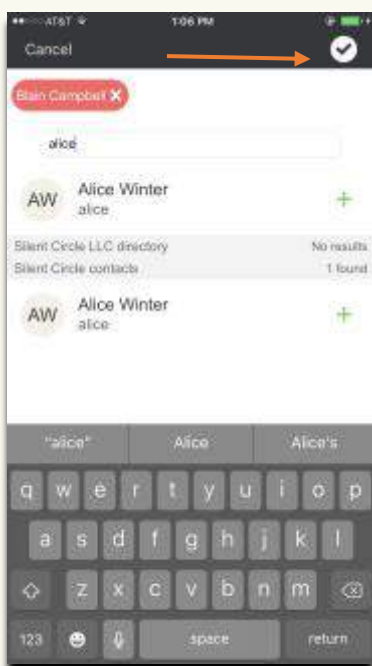 AT&T 1:06 PM
Cancel
Blain Campbell X
alice
AW Alice Winter +
alice
Silent Circle LLC directory No results
Silent Circle contacts 1 found
AW Alice Winter +
alice
"alice" Alice Alice's
q w e r t y u i o p
a s d f g h j k l
z x c v b n m
123 space return